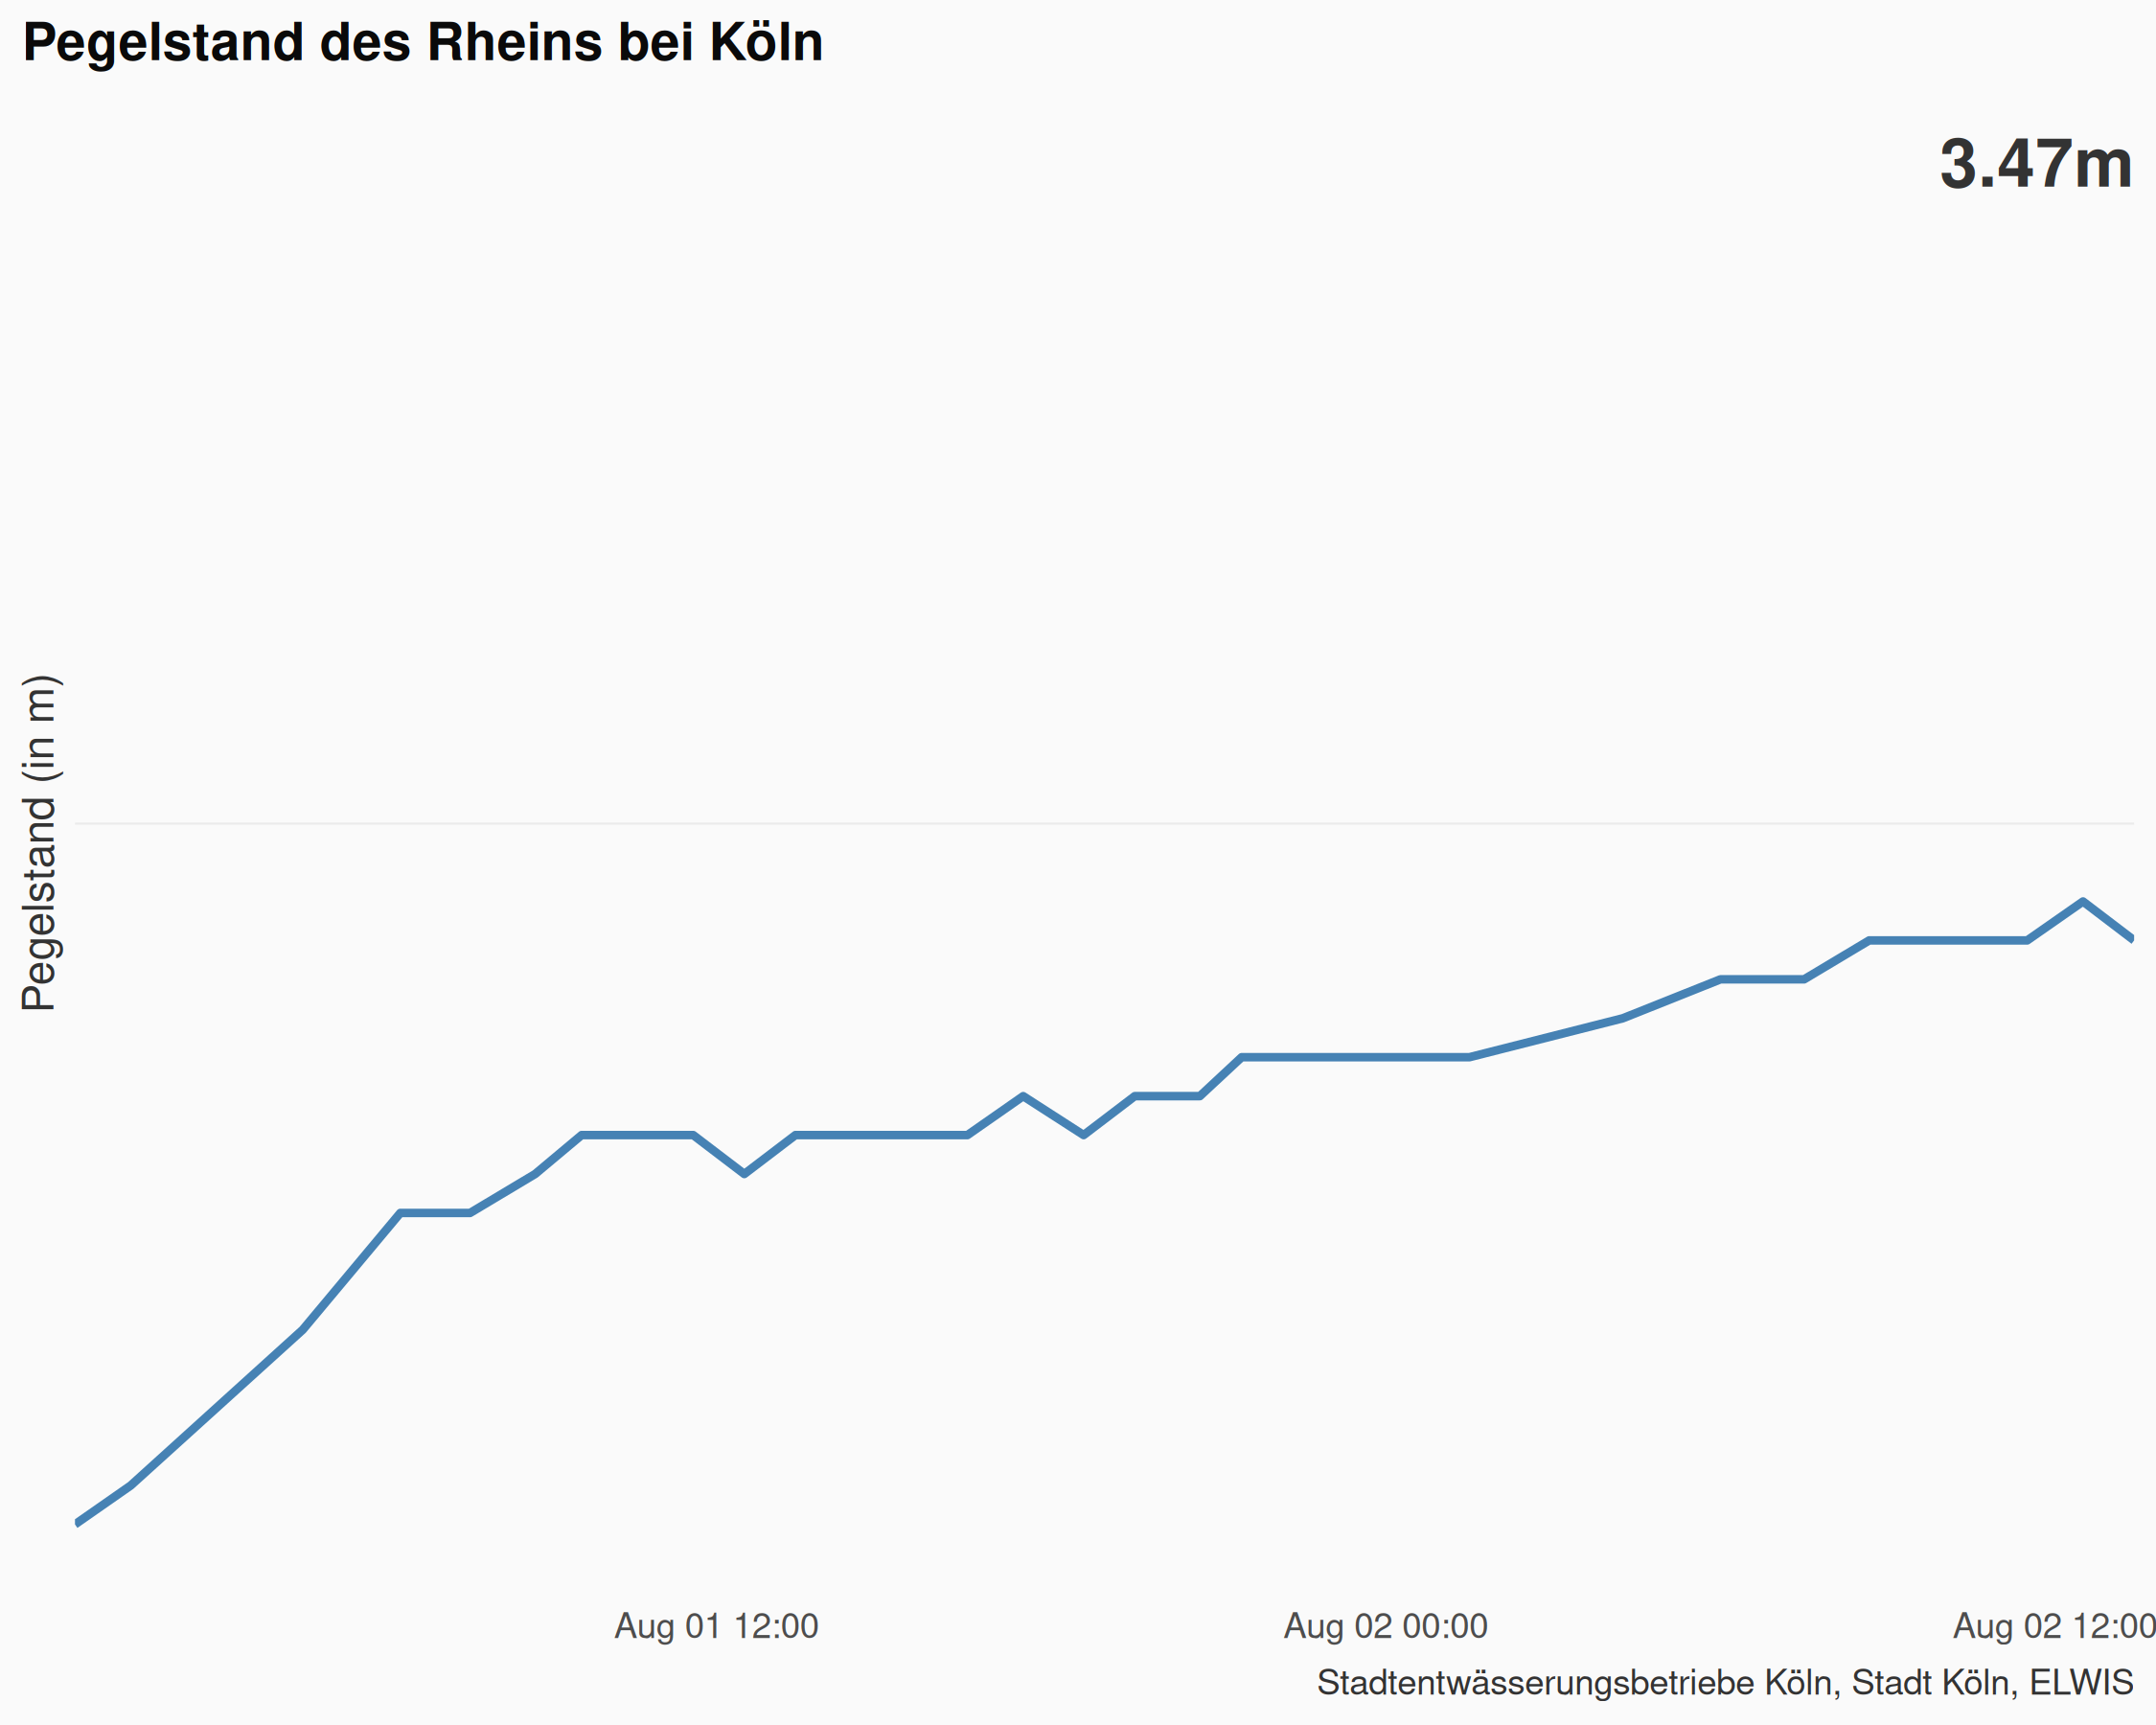 Pegelstand des Rheins bei Köln
3.47m
Pegelstand (in m)
Aug 01 12:00
Aug 02 00:00
Aug 02 12:00
Stadtentwässerungsbetriebe Köln, Stadt Köln, ELWIS